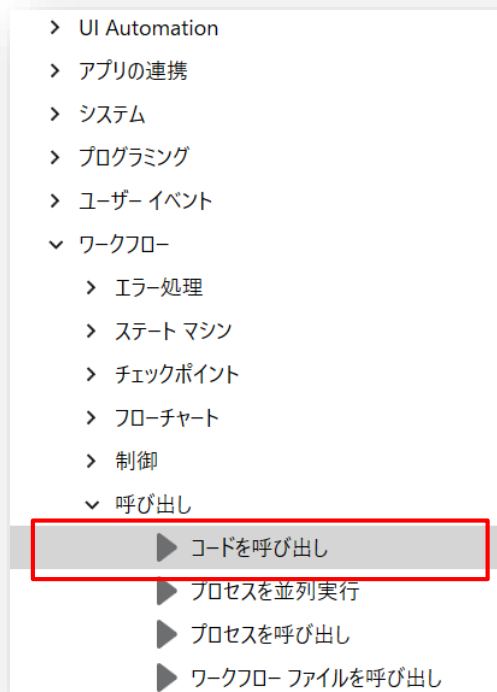 UI Automation
アプリの連携
システム
プログラミング
ユーザー イベント
ワークフロー
エラー処理
ステート マシン
チェックポイント
フローチャート
制御
呼び出し
コードを呼び出し
プロセスを並列実行
プロセスを呼び出し
ワークフロー ファイルを呼び出し